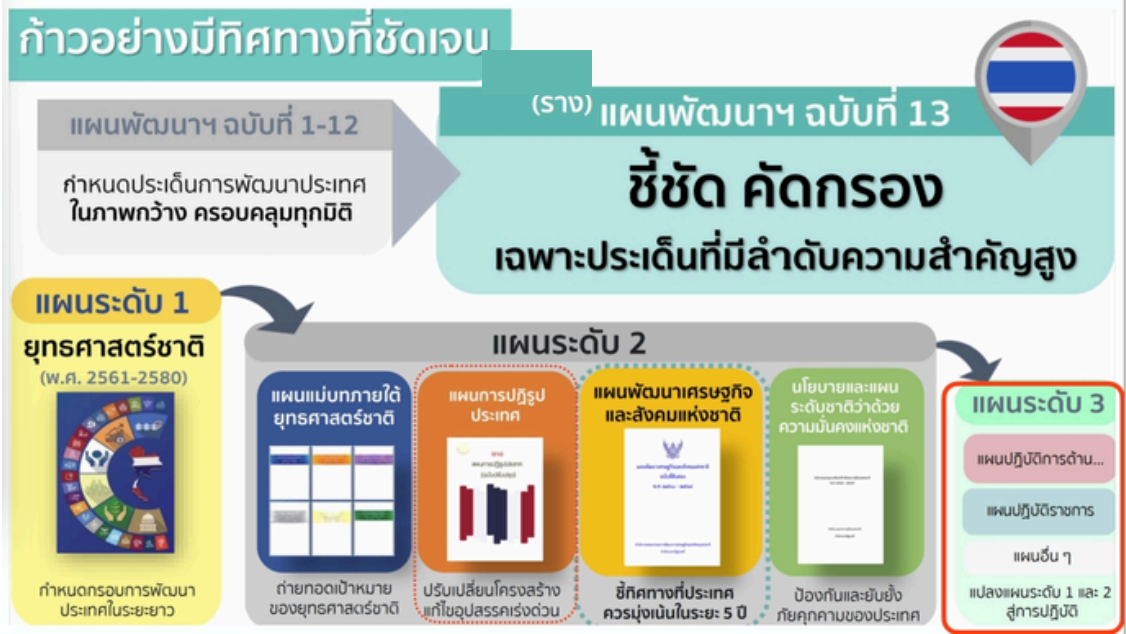 ก้าวอย่างมีทิศทางที่ชัดเจน
แผนพัฒนาฯ ฉบับที่ 1-12
กำหนดประเด็นการพัฒนาประเทศ
ในภาพกว้าง ครอบคลุมทุกมิติ
(ร่าง) แผนพัฒนาฯ ฉบับที่ 13
ชี้ชัด คัดกรอง
เฉพาะประเด็นที่มีลำดับความสำคัญสูง
แผนระดับ 1
ยุทธศาสตร์ชาติ
(พ.ศ. 2561-2580)
กำหนดกรอบการพัฒนา
ประเทศในระยะยาว
แผนระดับ 2
แผนแม่บทภายใต้
ยุทธศาสตร์ชาติ
ถ่ายทอดเป้าหมาย
ของยุทธศาสตร์ชาติ
แผนการปฏิรูป
ประเทศ
ปรับเปลี่ยนโครงสร้าง
แก้ไขอุปสรรคเร่งด่วน
แผนพัฒนาเศรษฐกิจ
และสังคมแห่งชาติ
ชี้ทิศทางที่ประเทศ
ควรมุ่งเน้นในระยะ 5 ปี
นโยบายและแผน
ระดับชาติว่าด้วย
ความมั่นคงแห่งชาติ
ป้องกันและยับยั้ง
ภัยคุกคามของประเทศ
แผนระดับ 3
แผนปฏิบัติการด้าน...
แผนปฏิบัติราชการ
แผนอื่น ๆ
แปลงแผนระดับ 1 และ 2
สู่การปฏิบัติ